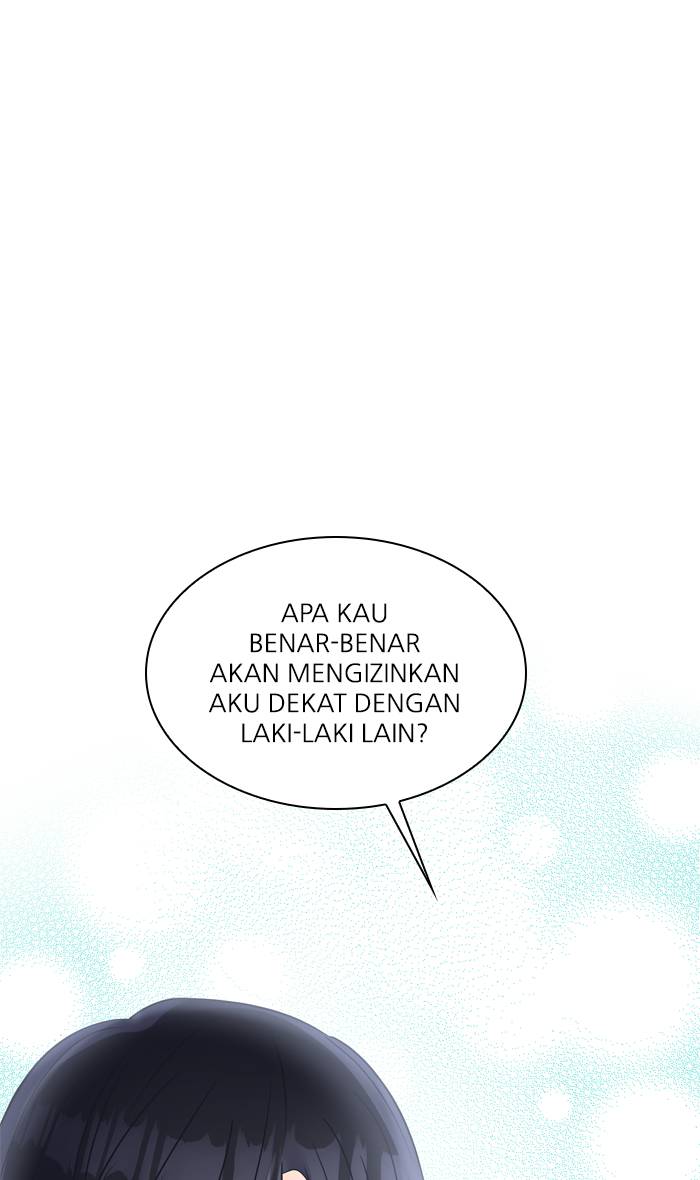 APA KAU
BENAR-BENAR
AKAN MENGIZINKAN
AKU DEKAT DENGAN
LAKI-LAKI LAIN?